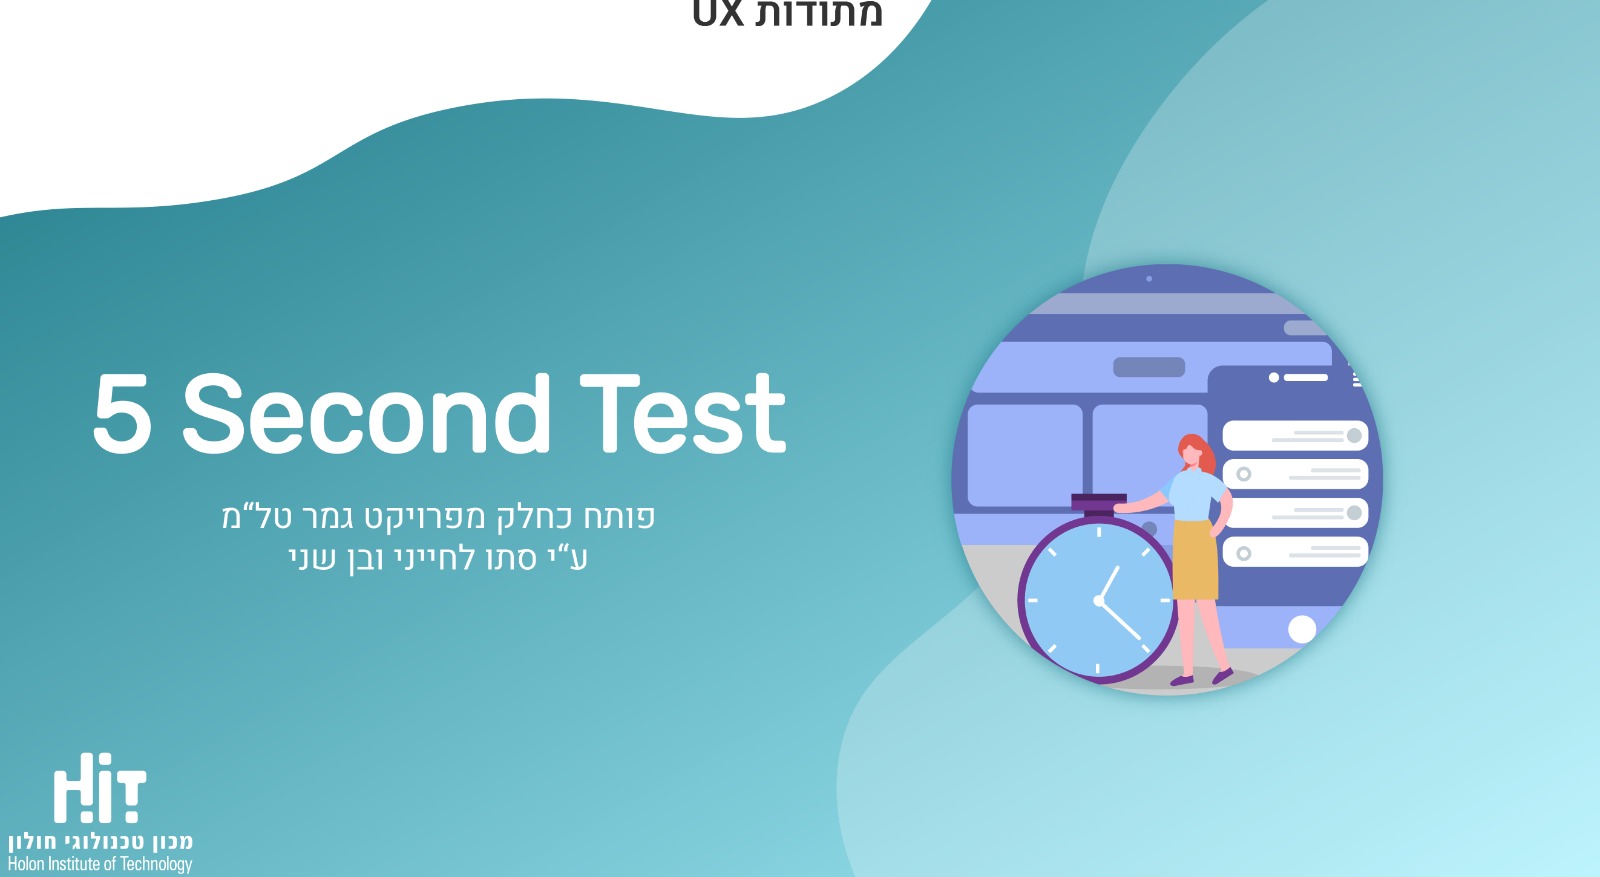 מתודות UX
5 Second Test
פותח כחלק מפרויקט גמר טל“מ
ע“י סתו לחייני ובן שני
HiT
מכון טכנולוגי חולון
Holon Institute of Technology